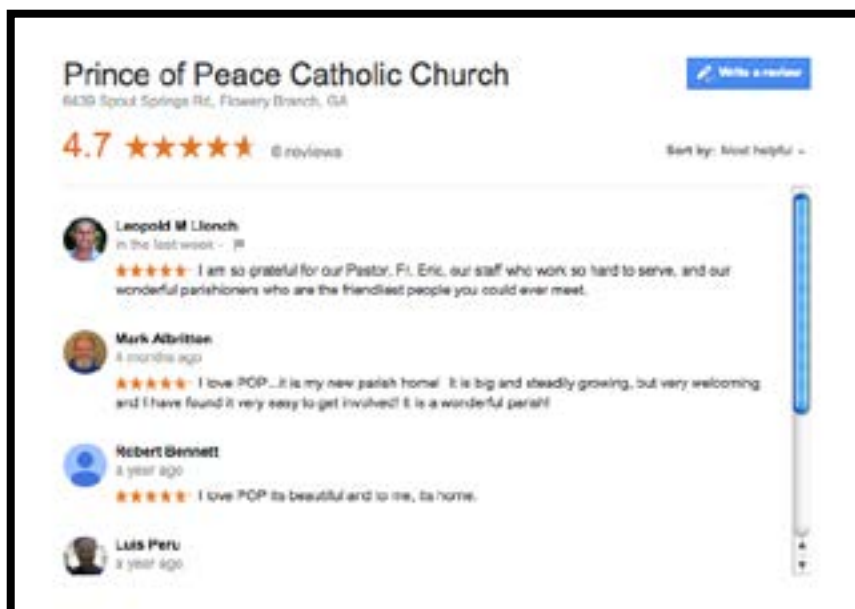 Prince of Peace Catholic Church
Write a review
6439 Spout Springs Rd, Flowery Branch, GA
4.7 ★★★★★ 6 reviews
Sort by: Most helpful
Leopold M Llonch
in the last week -
★★★★★ I am so grateful for our Pastor, Fr. Eric, our staff who work so hard to serve, and our
wonderful parishioners who are the friendliest people you could ever meet.
Mark Albritton
4 months ago
★★★★★ I love POP...it is my new parish home! It is big and steadily growing, but very welcoming
and I have found it very easy to get involved! It is a wonderful parish!
Robert Bennett
a year ago
★★★★★ I love POP its beautiful and to me, its home.
Luis Peru
a year ago